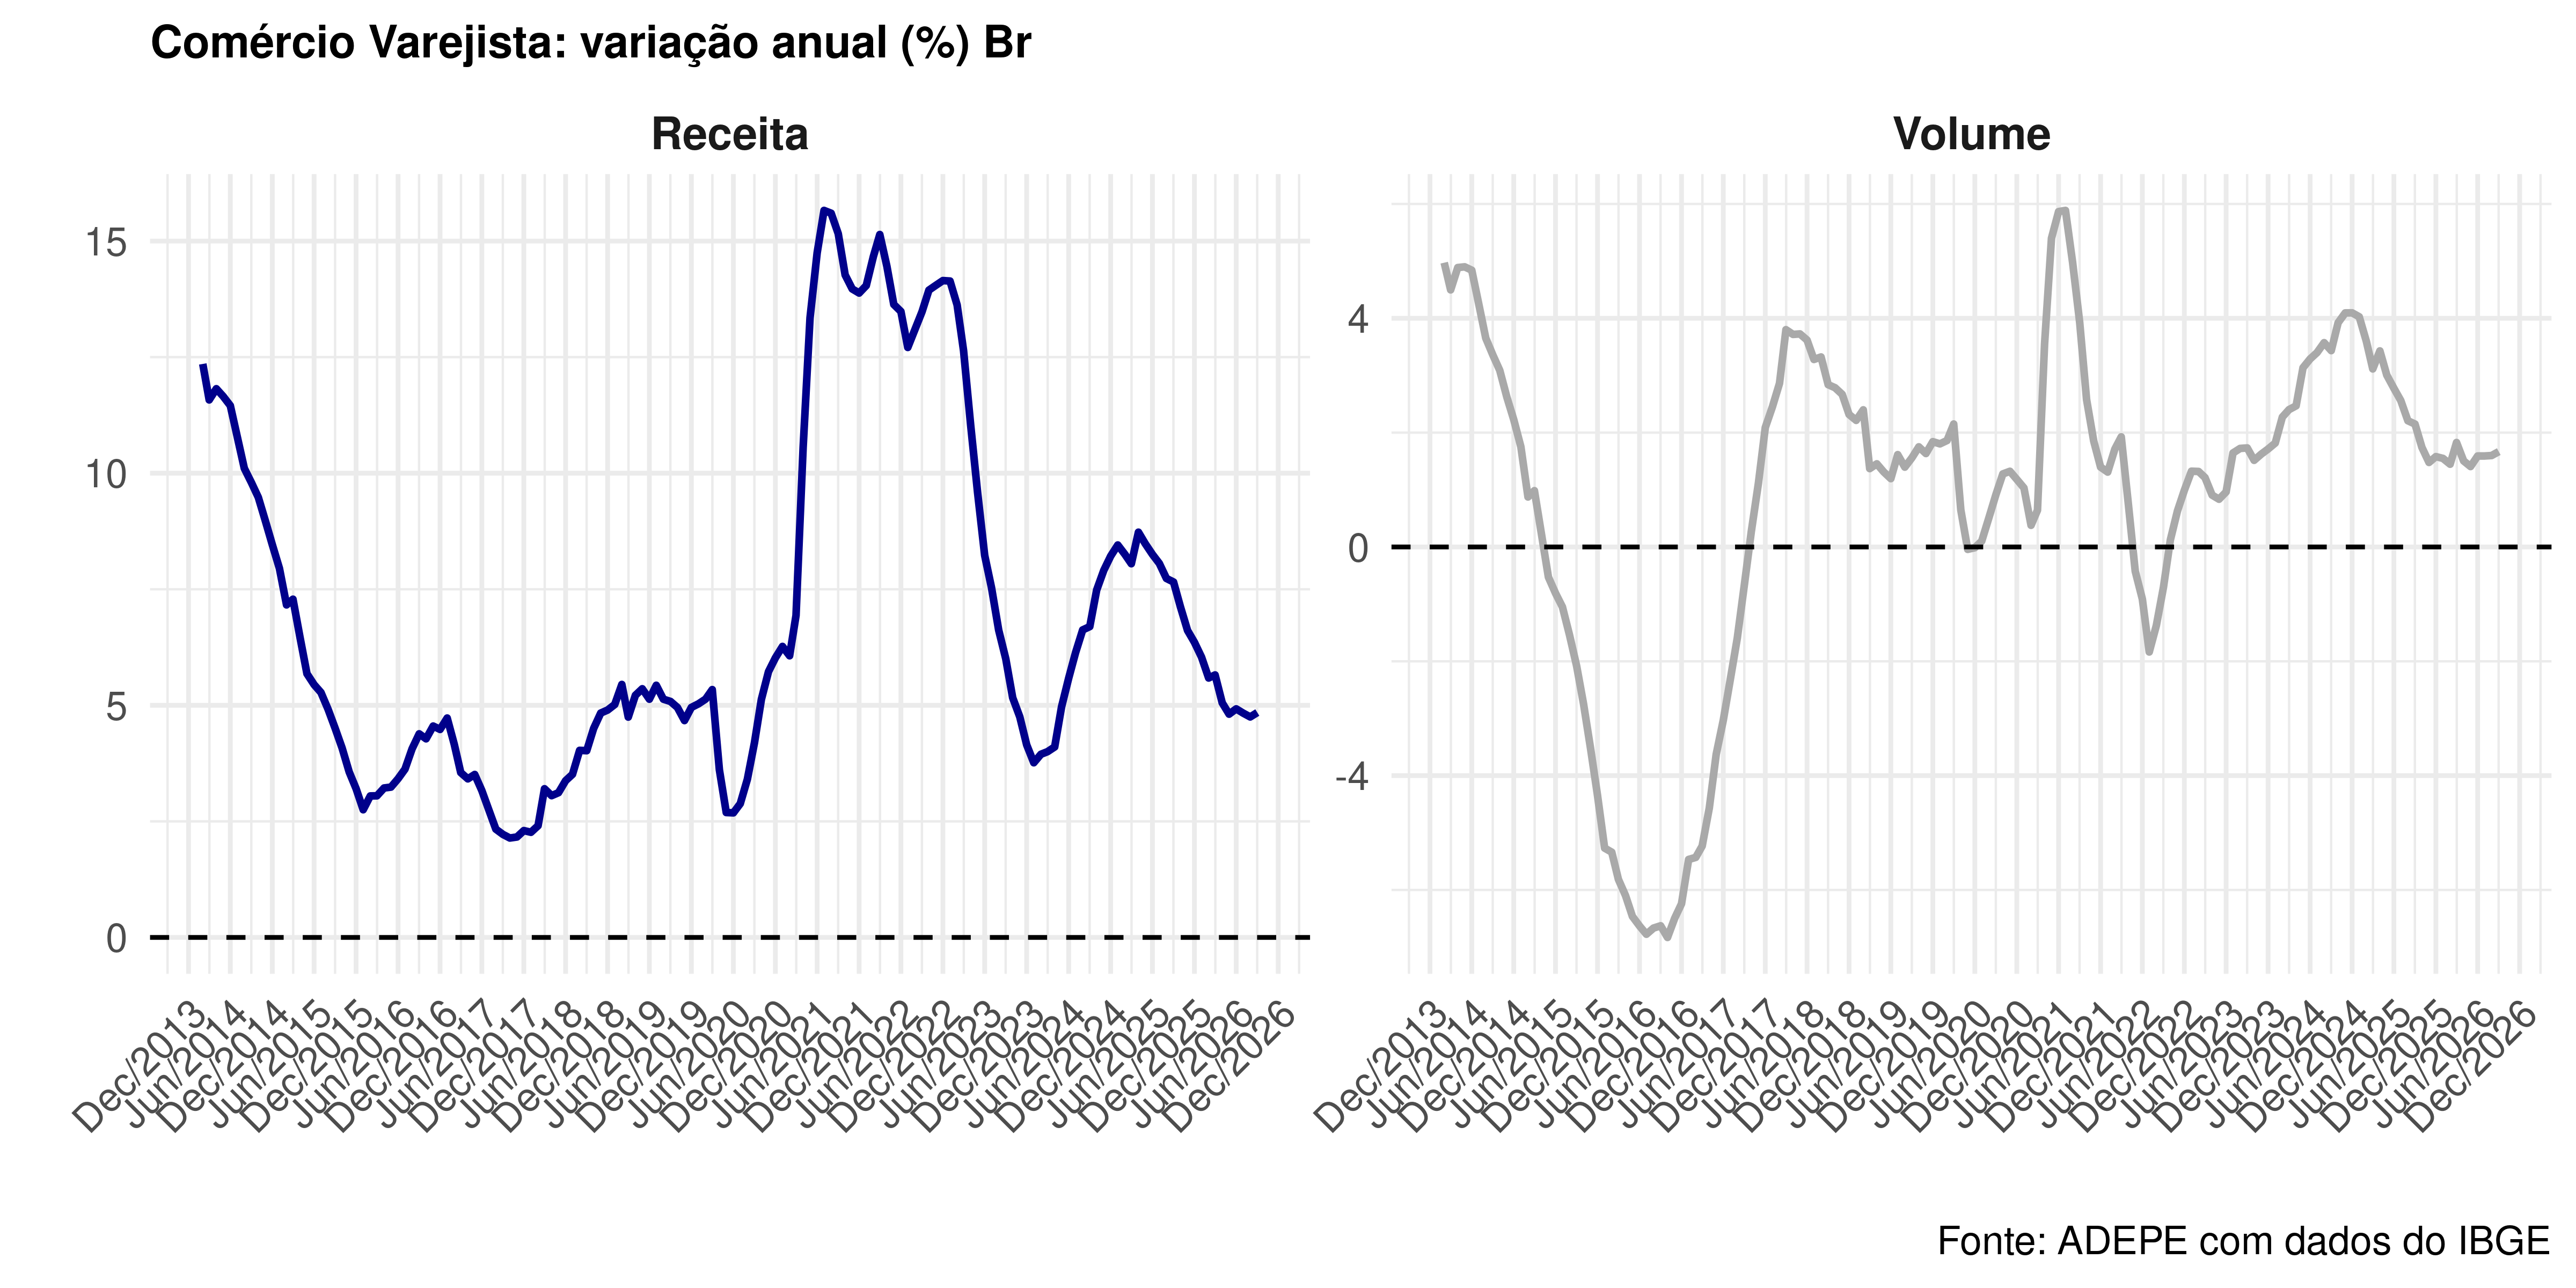 Comércio Varejista: variação anual (%) Br
Receita
Volume
15
10
5
0
4
0
-4
Dec/2013
Jun/2014
Dec/2014
Jun/2015
Dec/2015
Jun/2016
Dec/2016
Jun/2017
Dec/2017
Jun/2018
Dec/2018
Jun/2019
Dec/2019
Jun/2020
Dec/2020
Jun/2021
Dec/2021
Jun/2022
Dec/2022
Jun/2023
Dec/2023
Jun/2024
Dec/2024
Jun/2025
Dec/2025
Jun/2026
Dec/2026
Dec/2013
Jun/2014
Dec/2014
Jun/2015
Dec/2015
Jun/2016
Dec/2016
Jun/2017
Dec/2017
Jun/2018
Dec/2018
Jun/2019
Dec/2019
Jun/2020
Dec/2020
Jun/2021
Dec/2021
Jun/2022
Dec/2022
Jun/2023
Dec/2023
Jun/2024
Dec/2024
Jun/2025
Dec/2025
Jun/2026
Dec/2026
Fonte: ADEPE com dados do IBGE